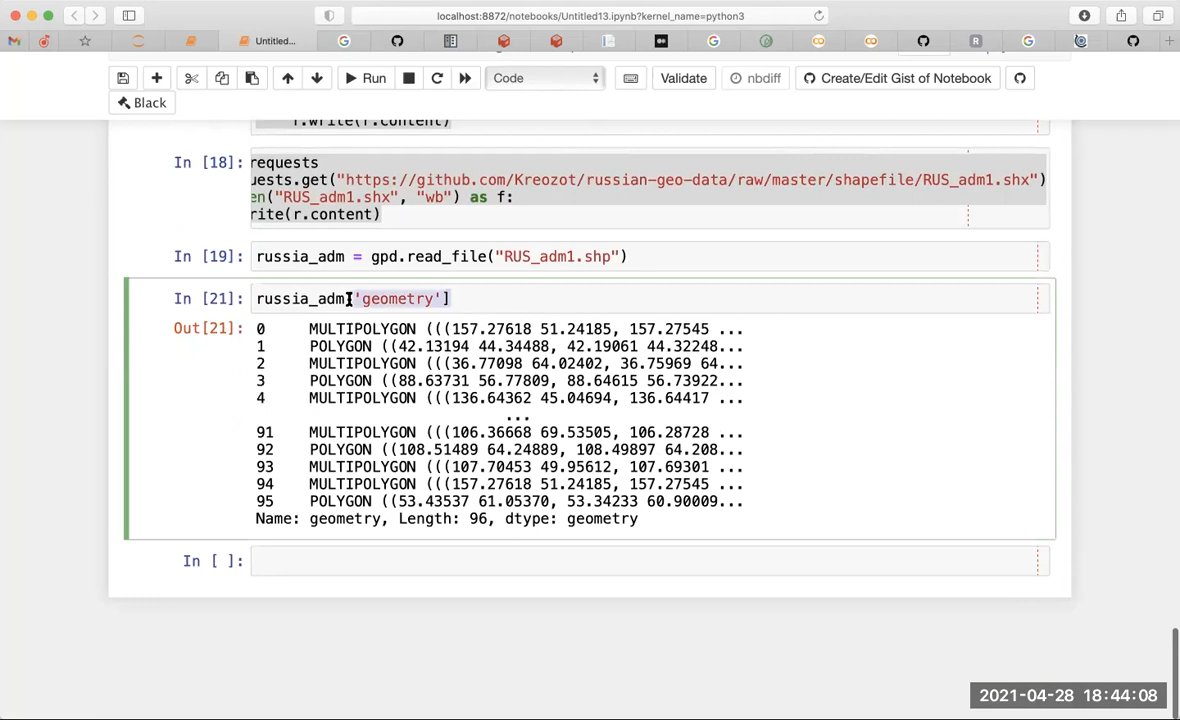 localhost:8872/notebooks/Untitled13.ipynb?kernel_name=python3
Untitled...
Run
Code
Validate
nbdiff
Create/Edit Gist of Notebook
Black
r.write(r.content)
In [18]:
requests
uests.get("https://github.com/Kreozot/russian-geo-data/raw/master/shapefile/RUS_adm1.shx")
en("RUS_adm1.shx", "wb") as f:
rite(r.content)
In [19]: russia_adm = gpd.read_file("RUS_adm1.shp")
In [21]: russia_adm['geometry']
Out[21]: 0 MULTIPOLYGON (((157.27618 51.24185, 157.27545 ...
1 POLYGON ((42.13194 44.34488, 42.19061 44.32248...
2 MULTIPOLYGON (((36.77098 64.02402, 36.75969 64...
3 POLYGON ((88.63731 56.77809, 88.64615 56.73922...
4 MULTIPOLYGON (((136.64362 45.04694, 136.64417 ...
...
91 MULTIPOLYGON (((106.36668 69.53505, 106.28728 ...
92 POLYGON ((108.51489 64.24889, 108.49897 64.208...
93 MULTIPOLYGON (((107.70453 49.95612, 107.69301 ...
94 MULTIPOLYGON (((157.27618 51.24185, 157.27545 ...
95 POLYGON ((53.43537 61.05370, 53.34233 60.90009...
Name: geometry, Length: 96, dtype: geometry
In [ ]:
2021-04-28 18:44:08